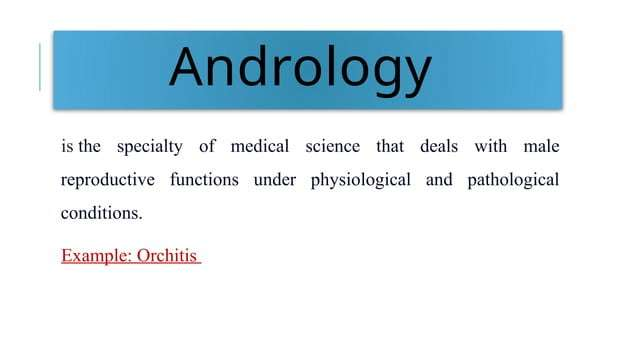 Andrology
is the specialty of medical science that deals with male
reproductive functions under physiological and pathological
conditions.
Example: Orchitis